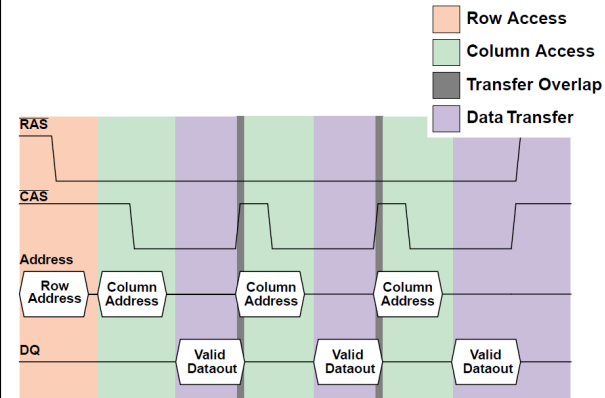 Row Access
Column Access
Transfer Overlap
Data Transfer
RAS
CAS
Address
Row
Address
Column
Address
Column
Address
Column
Address
DQ
Valid
Dataout
Valid
Dataout
Valid
Dataout